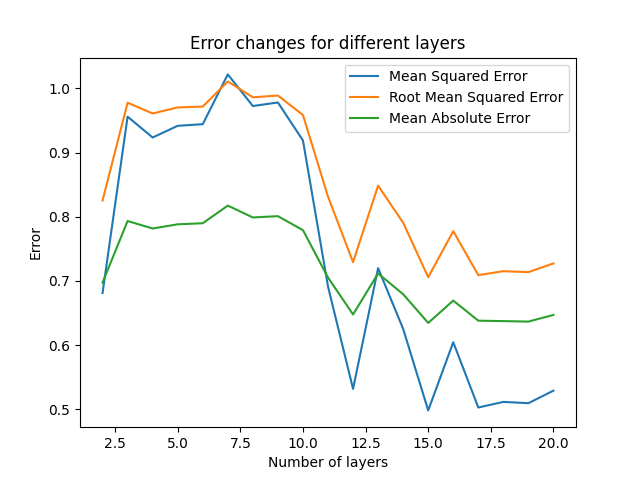 Error changes for different layers
Mean Squared Error
Root Mean Squared Error
Mean Absolute Error
Error
1.0
0.9
0.8
0.7
0.6
0.5
2.5 5.0 7.5 10.0 12.5 15.0 17.5 20.0
Number of layers